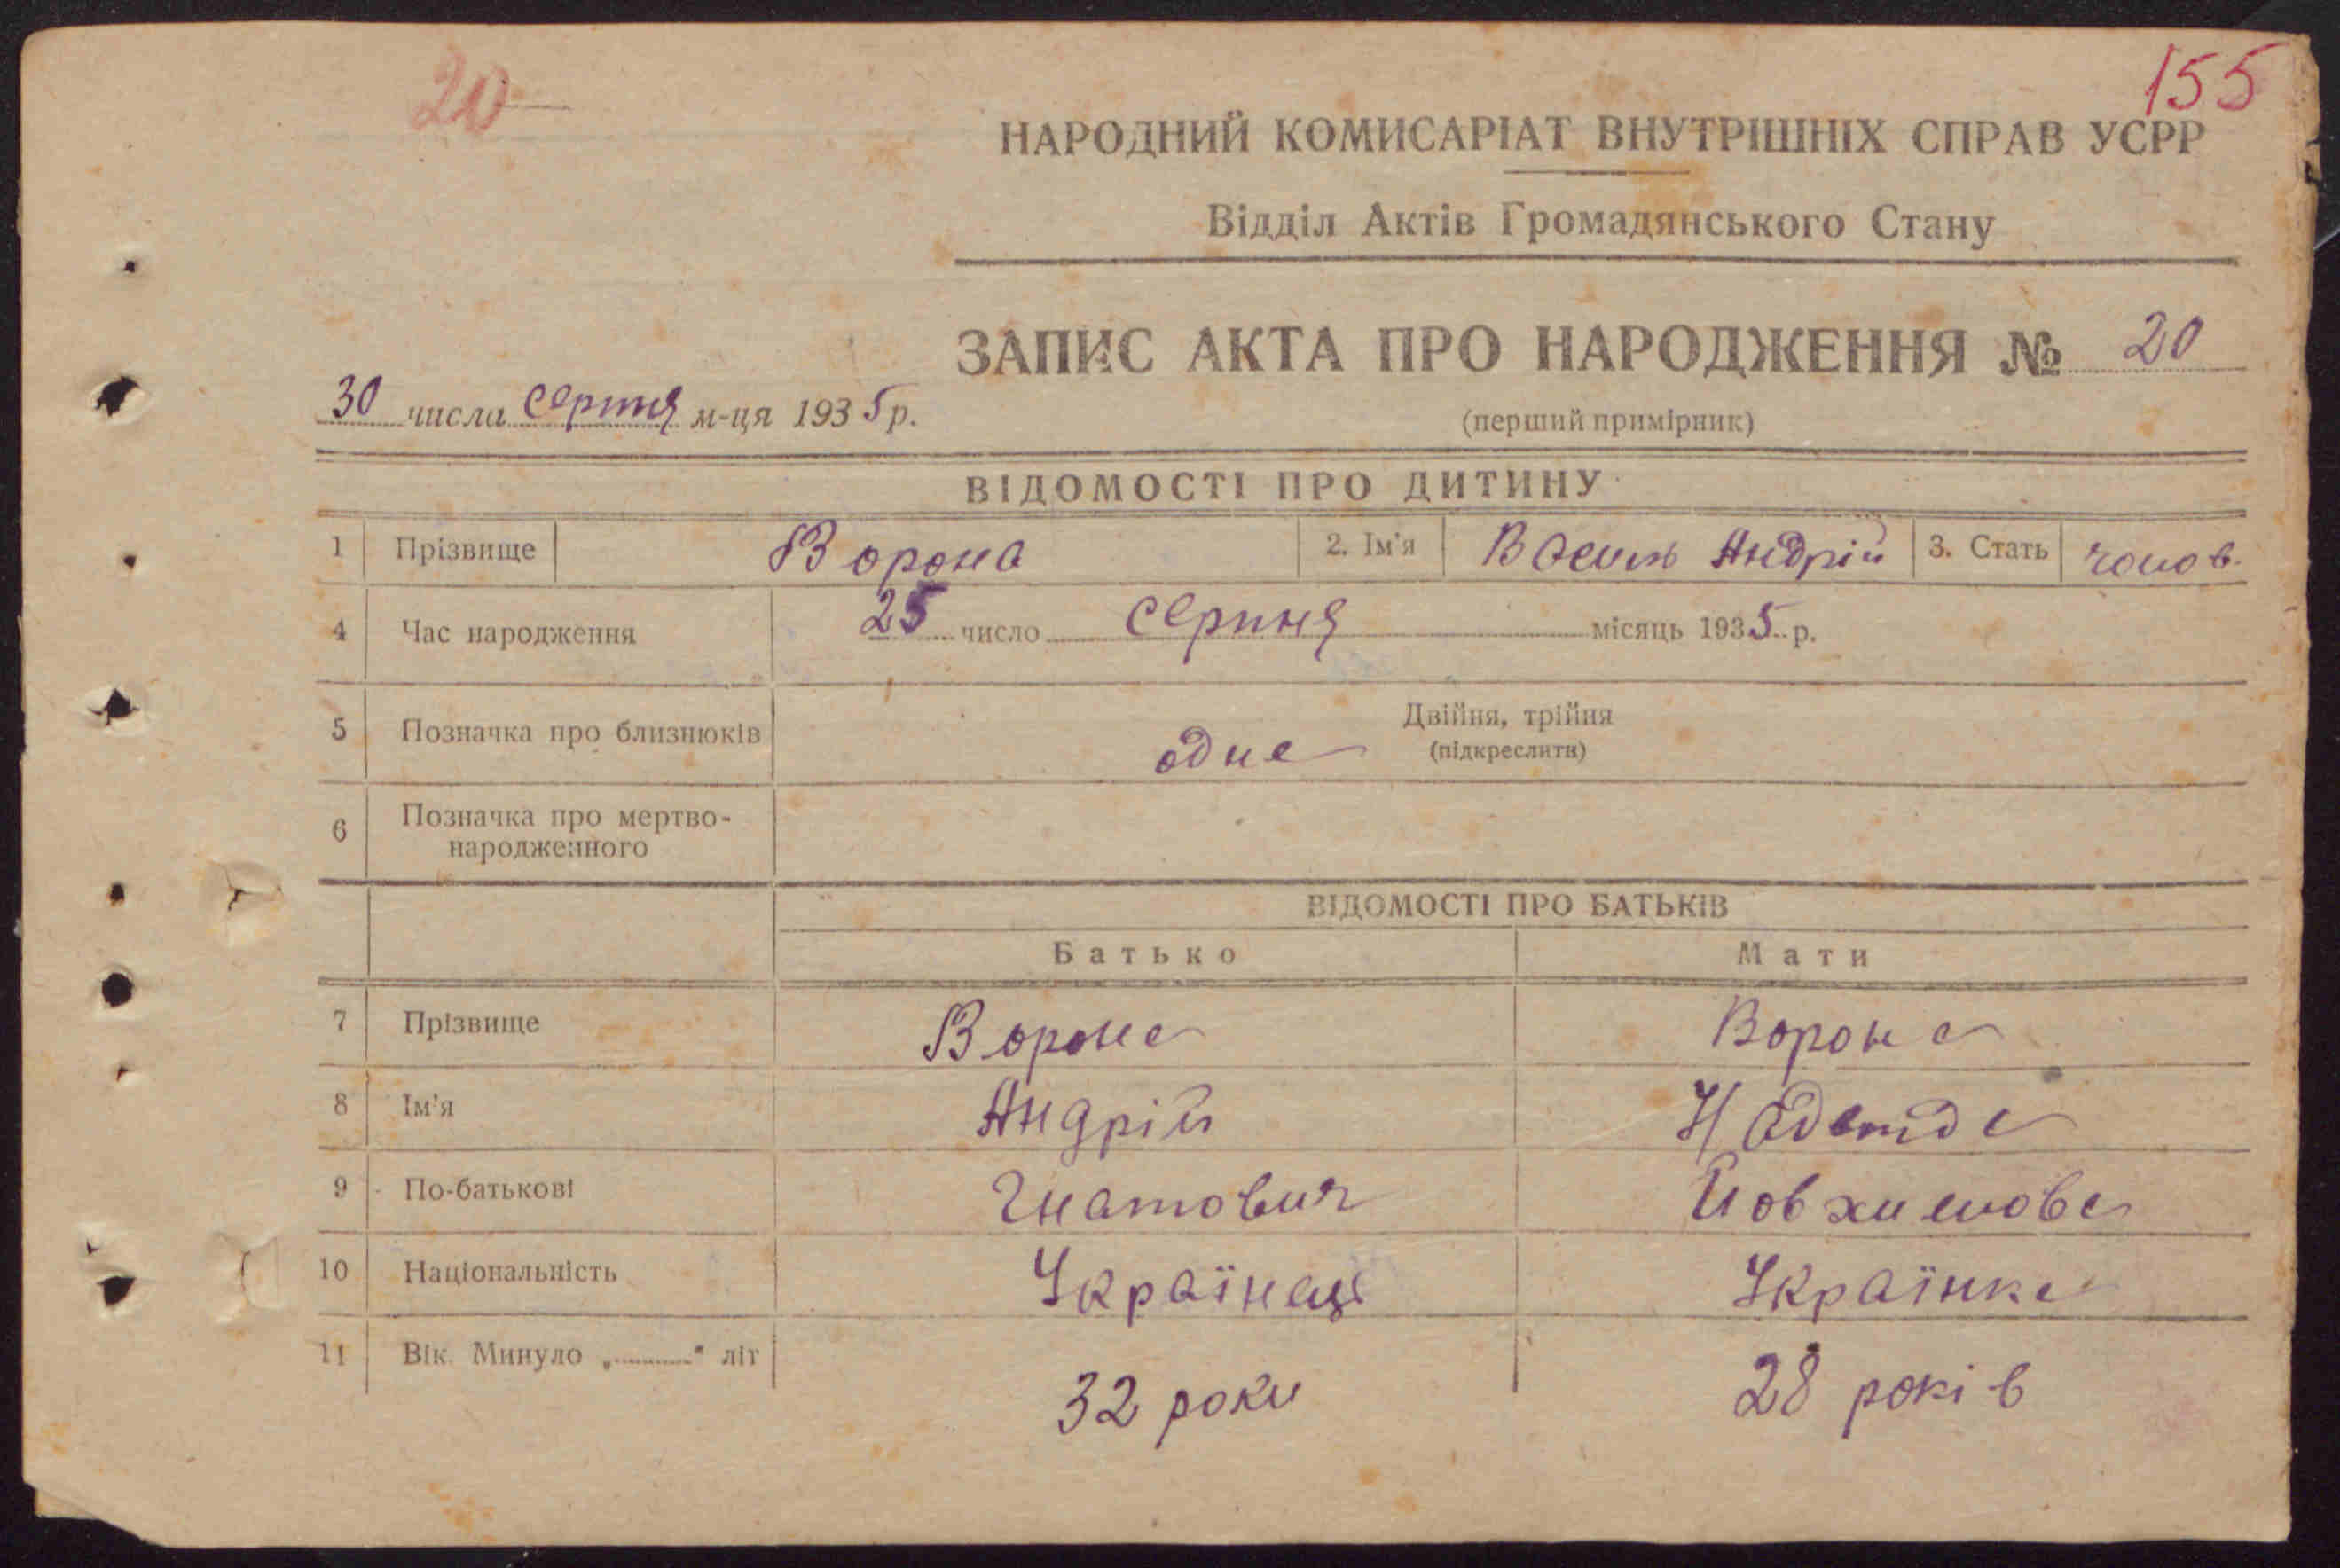 20
155
НАРОДНИЙ КОМИСАРІАТ ВНУТРІШНІХ СПРАВ УСРР
Відділ Актів Громадянського Стану
ЗАПИС АКТА ПРО НАРОДЖЕННЯ № 20
30 числа серпня м-ця 1935 р.
(перший примірник)
ВІДОМОСТІ ПРО ДИТИНУ
1 Прізвище Ворона 2. Ім'я Василь Андрій 3. Стать чолов.
4 Час народження 25 число серпня місяць 1935 р.
5 Позначка про близнюків одне Двійня, трійня
(підкреслити)
6 Позначка про мертво-
народженного
ВІДОМОСТІ ПРО БАТЬКІВ
Батько Мати
7 Прізвище Ворона Ворона
8 Ім'я Андрій Надежда
9 По-батькові Гнатович Йовхимова
10 Національність Українець Українка
11 Вік. Минуло „ " літ 32 роки 28 років